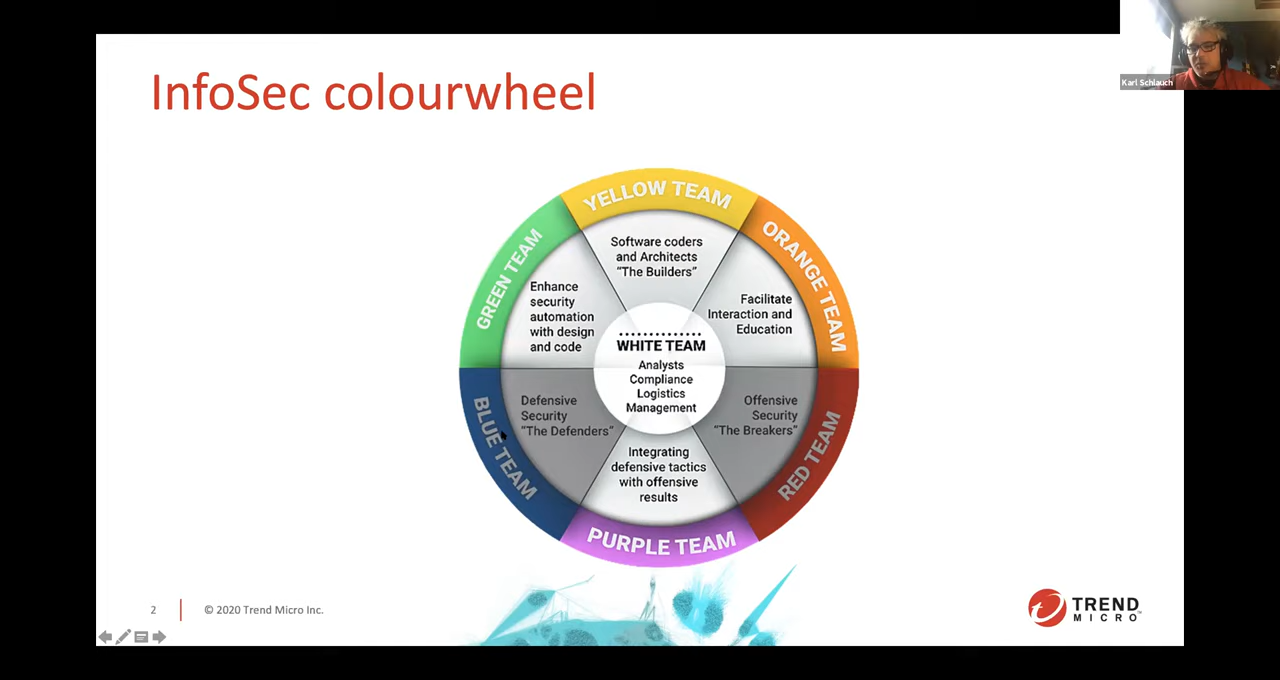 Karl Schlauch
InfoSec colourwheel
YELLOW TEAM
Software coders
and Architects
“The Builders”
ORANGE TEAM
Facilitate
Interaction and
Education
GREEN TEAM
Enhance
security
automation
with design
and code
WHITE TEAM
Analysts
Compliance
Logistics
Management
BLUE TEAM
Defensive
Security
“The Defenders”
RED TEAM
Offensive
Security
“The Breakers”
Integrating
defensive tactics
with offensive
results
PURPLE TEAM
2
© 2020 Trend Micro Inc.
TREND
MICRO™